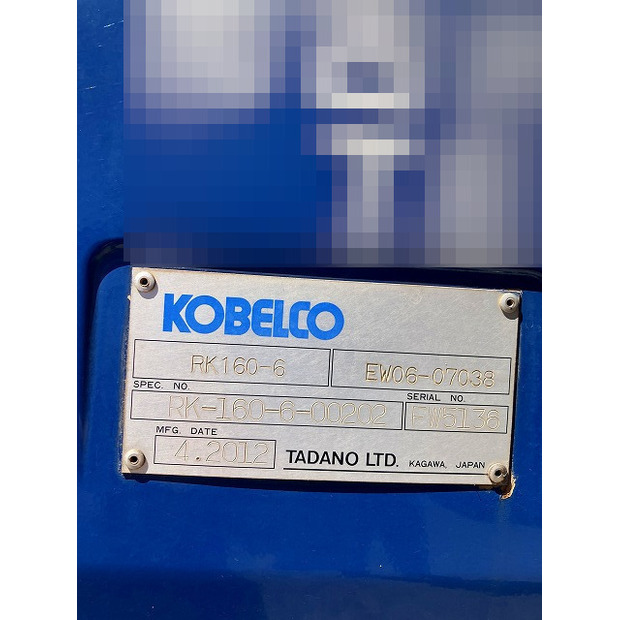 KOBELCO
RK160-6 EW06-07038
SPEC. NO. SERIAL NO.
RK-160-6-00202 FW5136
MFG. DATE
4.2012 TADANO LTD. KAGAWA, JAPAN